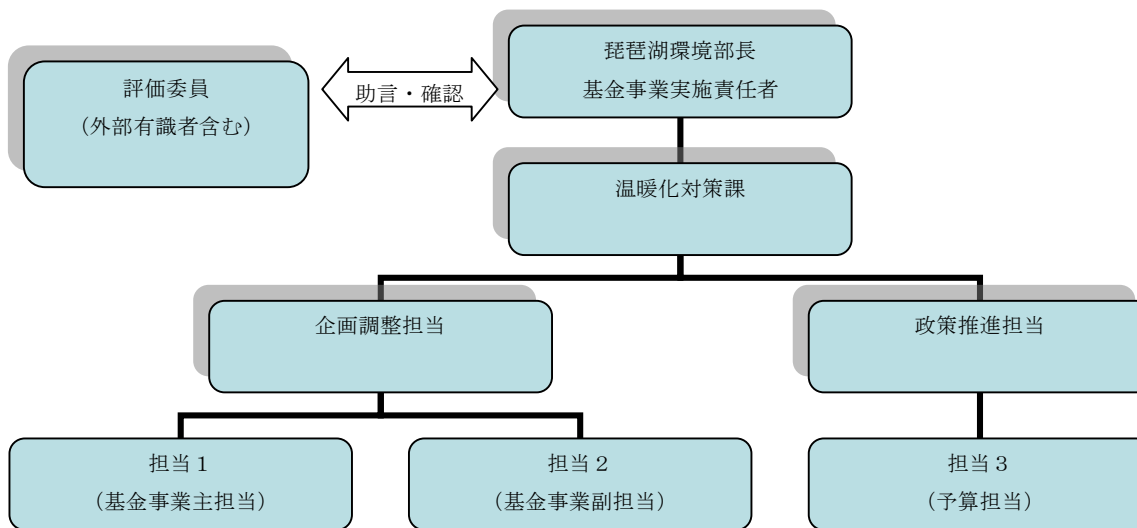 琵琶湖環境部長
基金事業実施責任者
評価委員
（外部有識者含む）
助言・確認
温暖化対策課
企画調整担当
政策推進担当
担当１
（基金事業主担当）
担当２
（基金事業副担当）
担当３
（予算担当）